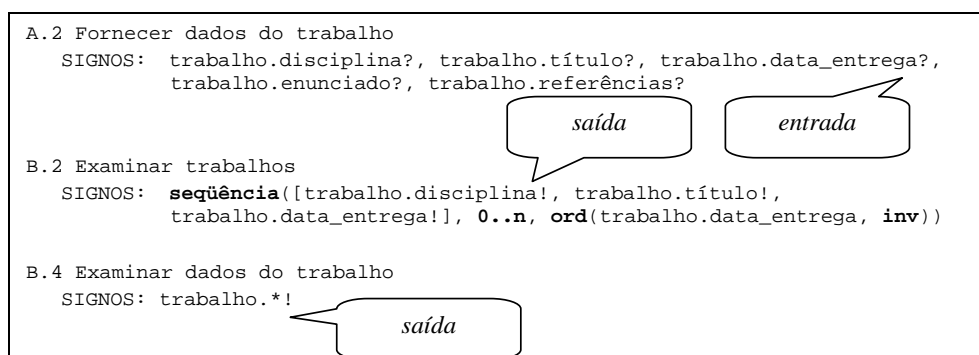 A.2 Fornecer dados do trabalho
SIGNOS: trabalho.disciplina?, trabalho.título?, trabalho.data_entrega?,
trabalho.enunciado?, trabalho.referências?
saída entrada
B.2 Examinar trabalhos
SIGNOS: seqüência([trabalho.disciplina!, trabalho.título!,
trabalho.data_entrega!], 0..n, ord(trabalho.data_entrega, inv))
B.4 Examinar dados do trabalho
SIGNOS: trabalho.*!
saída